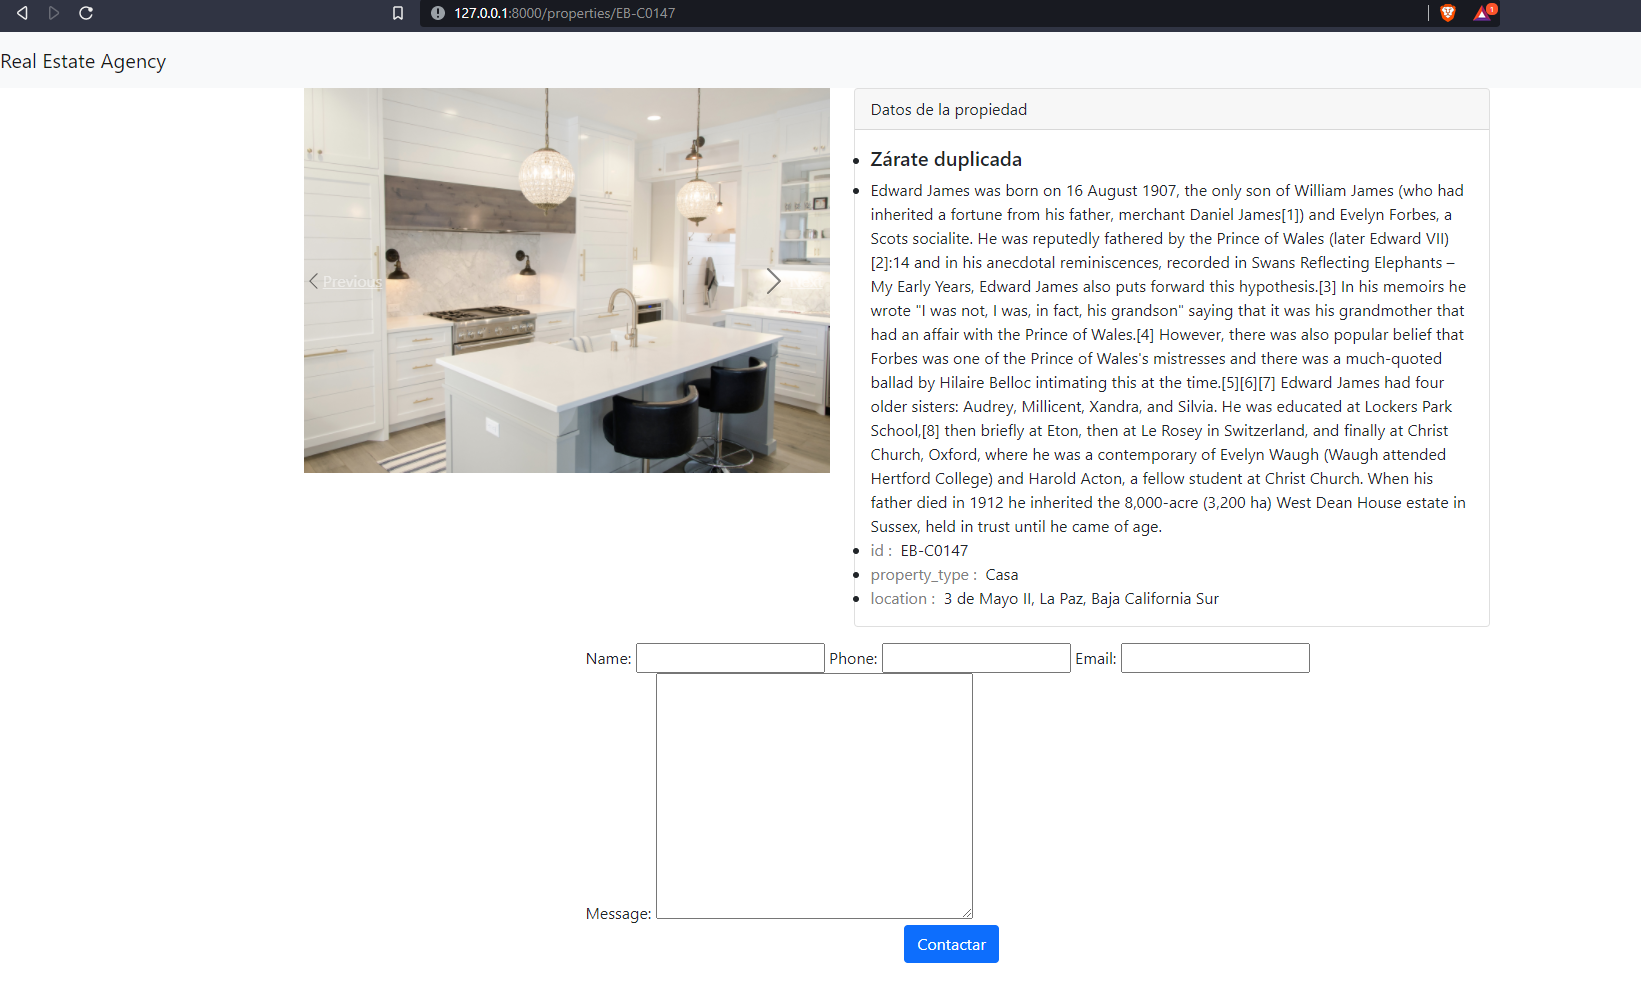 127.0.0.1:8000/properties/EB-C0147
1
Real Estate Agency
Previous
Datos de la propiedad
Zárate duplicada
Edward James was born on 16 August 1907, the only son of William James (who had
inherited a fortune from his father, merchant Daniel James[1]) and Evelyn Forbes, a
Scots socialite. He was reputedly fathered by the Prince of Wales (later Edward VII)
[2]:14 and in his anecdotal reminiscences, recorded in Swans Reflecting Elephants –
My Early Years, Edward James also puts forward this hypothesis.[3] In his memoirs he
wrote "I was not, I was, in fact, his grandson" saying that it was his grandmother that
had an affair with the Prince of Wales.[4] However, there was also popular belief that
Forbes was one of the Prince of Wales's mistresses and there was a much-quoted
ballad by Hilaire Belloc intimating this at the time.[5][6][7] Edward James had four
older sisters: Audrey, Millicent, Xandra, and Silvia. He was educated at Lockers Park
School,[8] then briefly at Eton, then at Le Rosey in Switzerland, and finally at Christ
Church, Oxford, where he was a contemporary of Evelyn Waugh (Waugh attended
Hertford College) and Harold Acton, a fellow student at Christ Church. When his
father died in 1912 he inherited the 8,000-acre (3,200 ha) West Dean House estate in
Sussex, held in trust until he came of age.
id : EB-C0147
property_type : Casa
location : 3 de Mayo II, La Paz, Baja California Sur
Name: Phone: Email:
Message:
Contactar